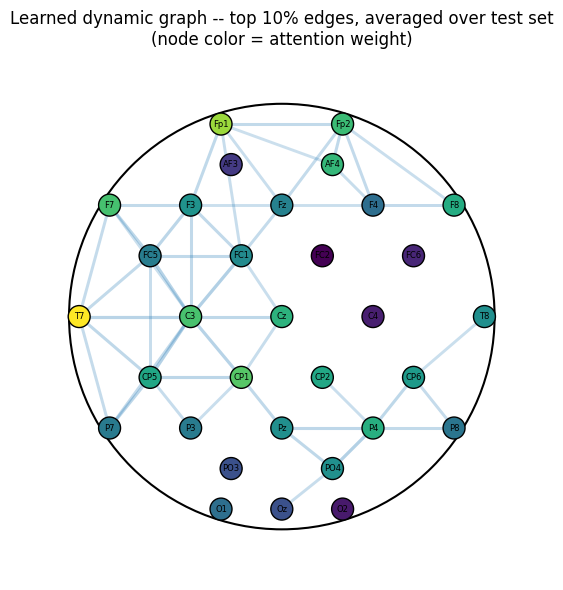 Learned dynamic graph -- top 10% edges, averaged over test set
(node color = attention weight)
Fp1 Fp2
AF3 AF4
F7 F3 Fz F4 F8
FC5 FC1 FC2 FC6
T7 C3 Cz C4 T8
CP5 CP1 CP2 CP6
P7 P3 Pz P4 P8
PO3 PO4
O1 Oz O2